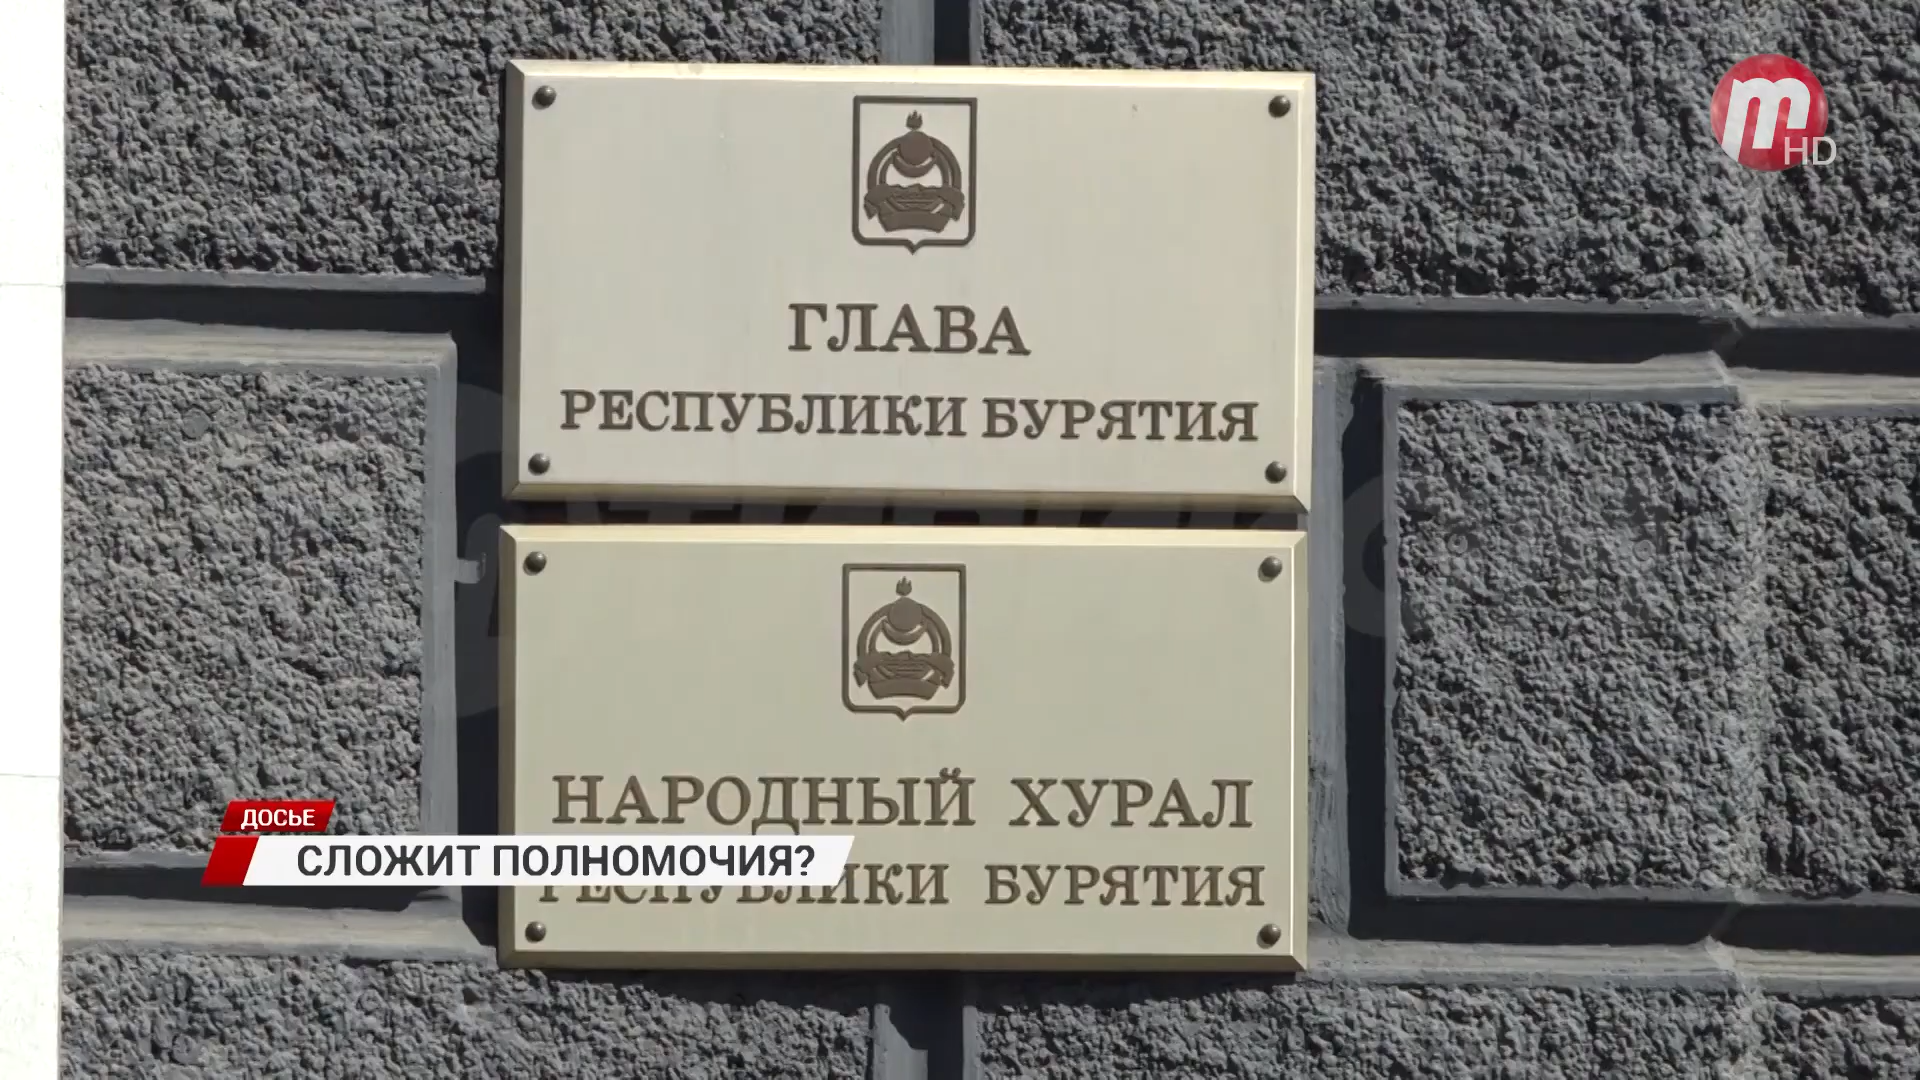 m HD
ГЛАВА
РЕСПУБЛИКИ БУРЯТИЯ
НАРОДНЫЙ ХУРАЛ
РЕСПУБЛИКИ БУРЯТИЯ
ДОСЬЕ
СЛОЖИТ ПОЛНОМОЧИЯ?